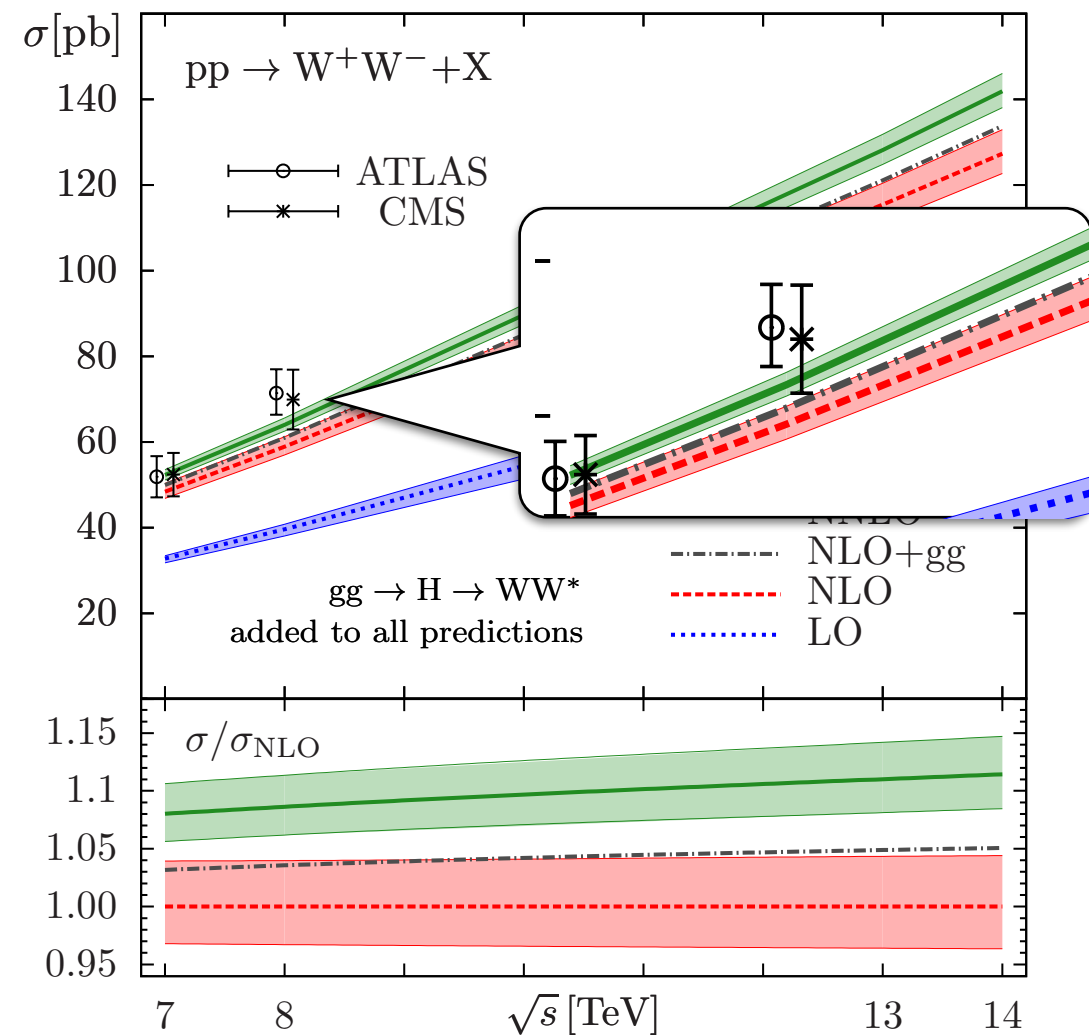 σ[pb]
pp → W⁺W⁻+X
140
120
100
80
60
40
20
ATLAS
CMS
NLO+gg
NLO
LO
gg → H → WW*
added to all predictions
σ/σNLO
1.15
1.1
1.05
1.00
0.95
7
8
√s [TeV]
13
14